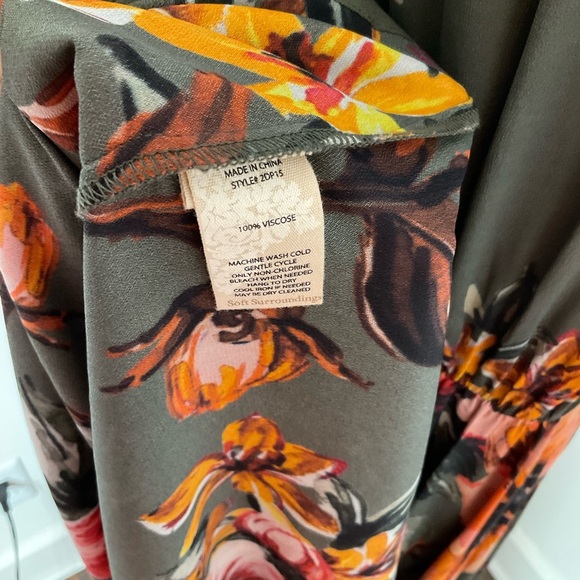 MADE IN CHINA
STYLE# 2DP15
100% VISCOSE
MACHINE WASH COLD
GENTLE CYCLE
ONLY NON-CHLORINE
BLEACH WHEN NEEDED
HANG TO DRY
COOL IRON IF NEEDED
MAY BE DRY CLEANED
Soft Surroundings